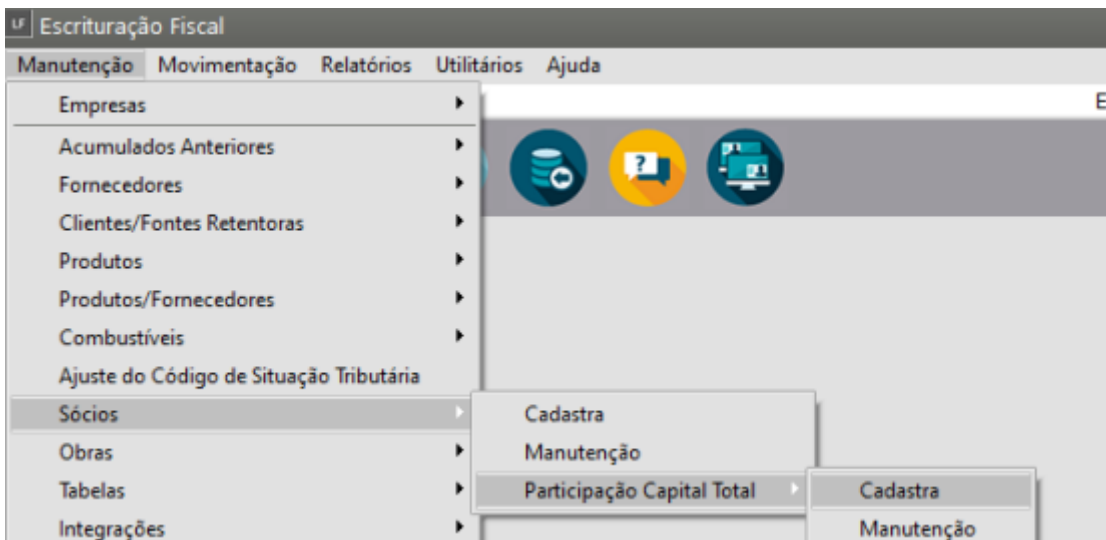 LF Escrituração Fiscal
Manutenção Movimentação Relatórios Utilitários Ajuda
Empresas
E
Acumulados Anteriores
Fornecedores
?
Clientes/Fontes Retentoras
Produtos
Produtos/Fornecedores
Combustíveis
Ajuste do Código de Situação Tributária
Sócios
Cadastra
Obras
Manutenção
Tabelas
Participação Capital Total
Cadastra
Integrações
Manutenção